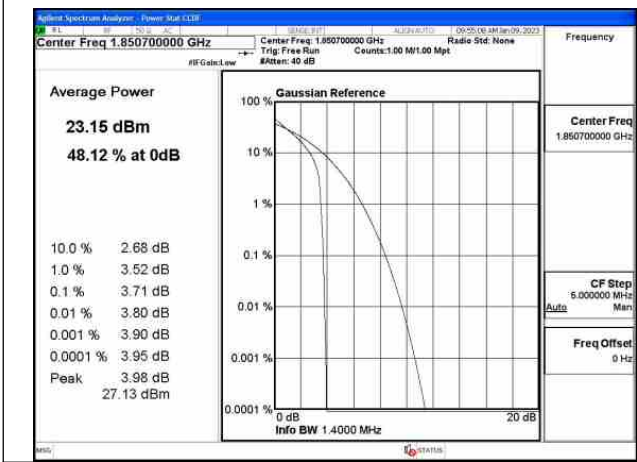 Agilent Spectrum Analyzer - Power Stat CCDF
RL RF 50 Ω AC SENSE:INT ALIGN AUTO 09:55:08 AM Jan 09, 2023
Center Freq 1.850700000 GHz
Center Freq: 1.850700000 GHz Radio Std: None
Trig: Free Run Counts:1.00 M/1.00 Mpt
#IFGain:Low #Atten: 40 dB
Frequency
Average Power
23.15 dBm
48.12 % at 0dB
10.0 % 2.68 dB
1.0 % 3.52 dB
0.1 % 3.71 dB
0.01 % 3.80 dB
0.001 % 3.90 dB
0.0001 % 3.95 dB
Peak 3.98 dB
27.13 dBm
Gaussian Reference
100 %
10 %
1 %
0.1 %
0.01 %
0.001 %
0.0001 %
0 dB 20 dB
Info BW 1.4000 MHz
Center Freq
1.850700000 GHz
CF Step
5.000000 MHz
Auto Man
Freq Offset
0 Hz
MSG STATUS